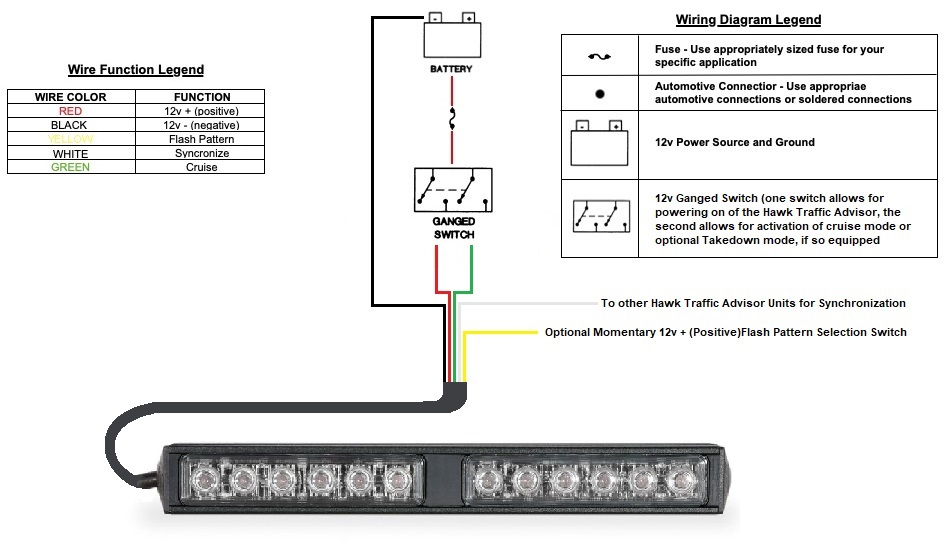 Wiring Diagram Legend
Fuse - Use appropriately sized fuse for your
specific application
Automotive Connectior - Use appropriae
automotive connections or soldered connections
- +
12v Power Source and Ground
12v Ganged Switch (one switch allows for
powering on of the Hawk Traffic Advisor, the
second allows for activation of cruise mode or
optional Takedown mode, if so equipped
Wire Function Legend
WIRE COLOR FUNCTION
RED 12v + (positive)
BLACK 12v - (negative)
YELLOW Flash Pattern
WHITE Syncronize
GREEN Cruise
- +
BATTERY
GANGED
SWITCH
To other Hawk Traffic Advisor Units for Synchronization
Optional Momentary 12v + (Positive)Flash Pattern Selection Switch